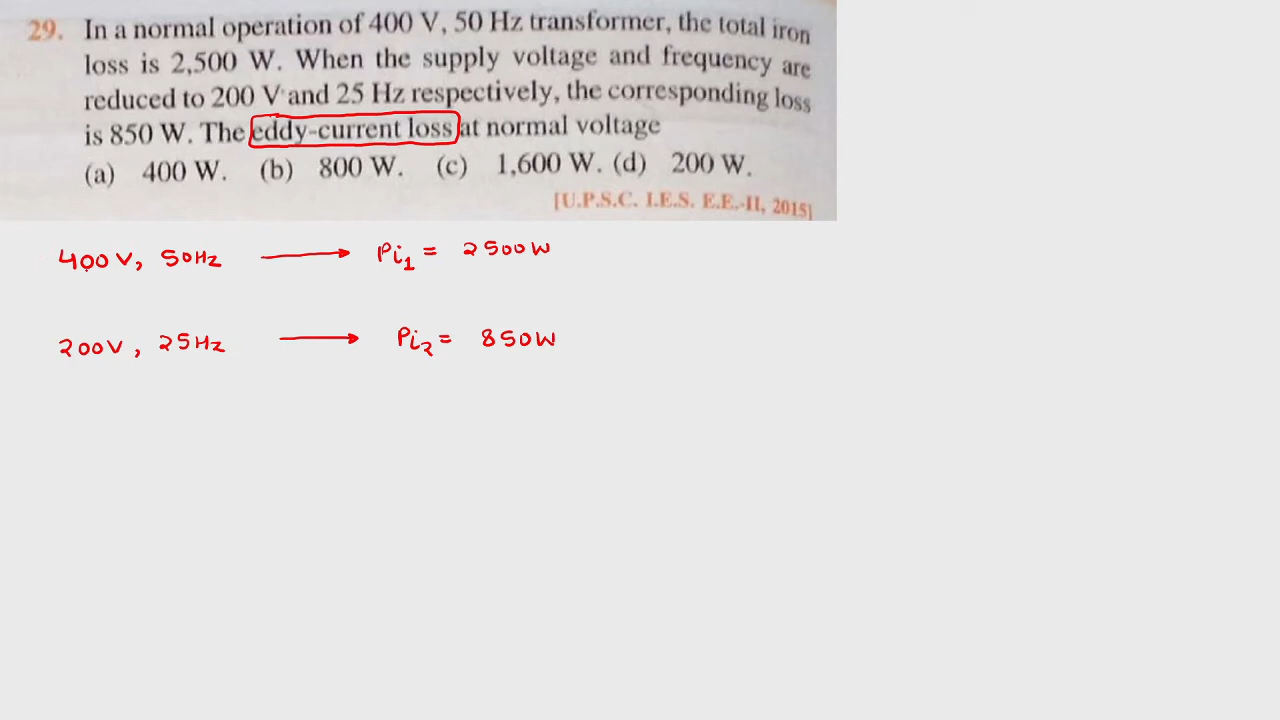 29. In a normal operation of 400 V, 50 Hz transformer, the total iron
loss is 2,500 W. When the supply voltage and frequency are
reduced to 200 V and 25 Hz respectively, the corresponding loss
is 850 W. The eddy-current loss at normal voltage
(a) 400 W. (b) 800 W. (c) 1,600 W. (d) 200 W.
[U.P.S.C. I.E.S. E.E.-II, 2015]
400V, 50Hz → Pi1 = 2500W
200V, 25Hz → Pi2 = 850W